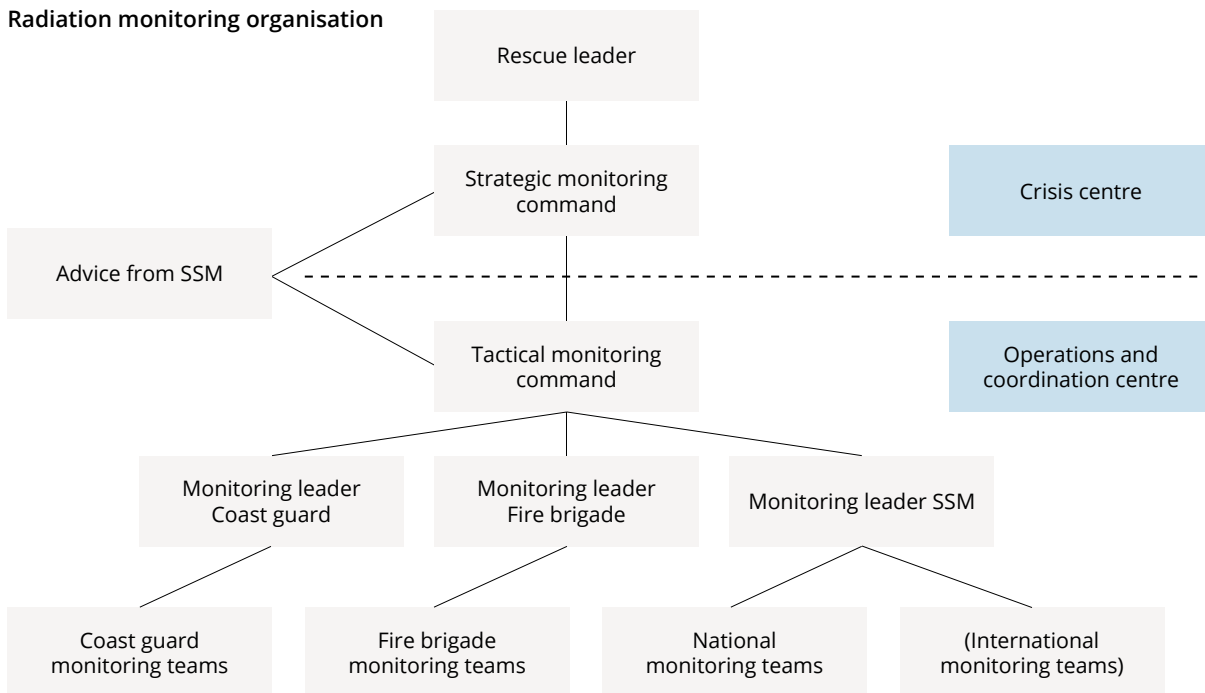 Radiation monitoring organisation
Rescue leader
Strategic monitoring
command
Crisis centre
Advice from SSM
Tactical monitoring
command
Operations and
coordination centre
Monitoring leader
Coast guard
Monitoring leader
Fire brigade
Monitoring leader SSM
Coast guard
monitoring teams
Fire brigade
monitoring teams
National
monitoring teams
(International
monitoring teams)